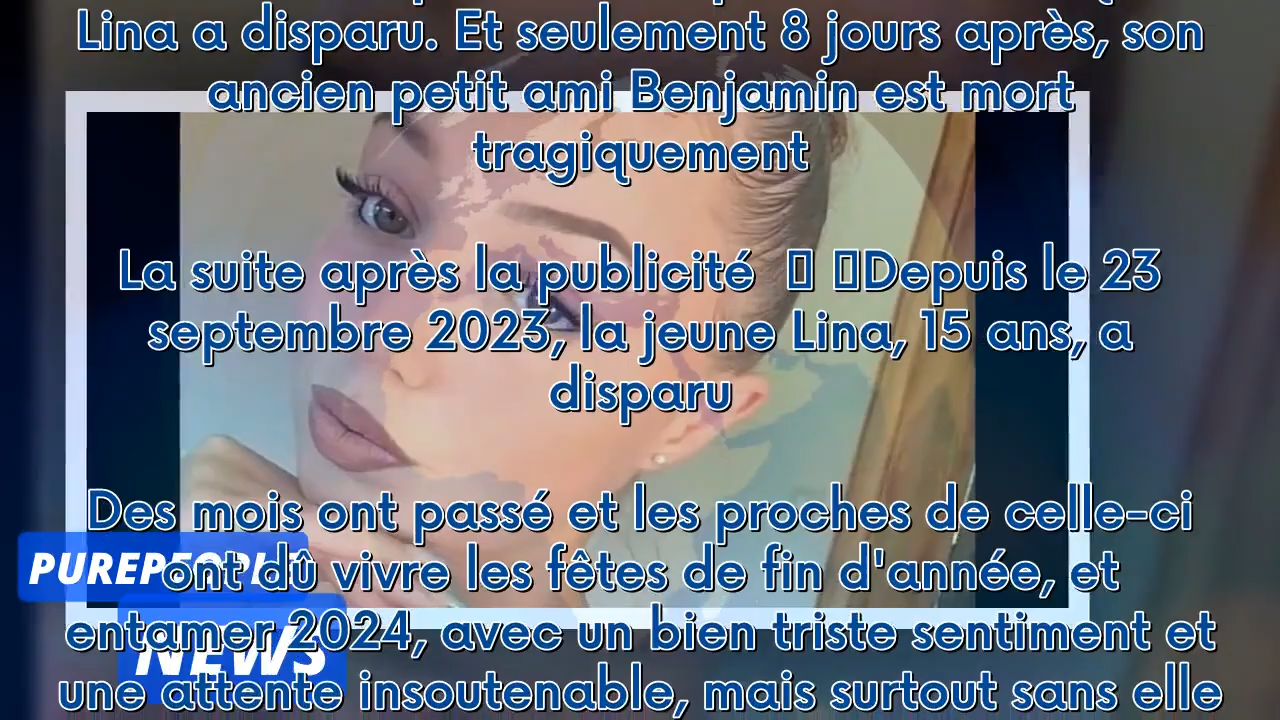 Lina a disparu. Et seulement 8 jours après, son
ancien petit ami Benjamin est mort
tragiquement
La suite après la publicité Depuis le 23
septembre 2023, la jeune Lina, 15 ans, a
disparu
Des mois ont passé et les proches de celle-ci
ont dû vivre les fêtes de fin d'année, et
entamer 2024, avec un bien triste sentiment et
une attente insoutenable, mais surtout sans elle
PUREPEOPLE
NEWS